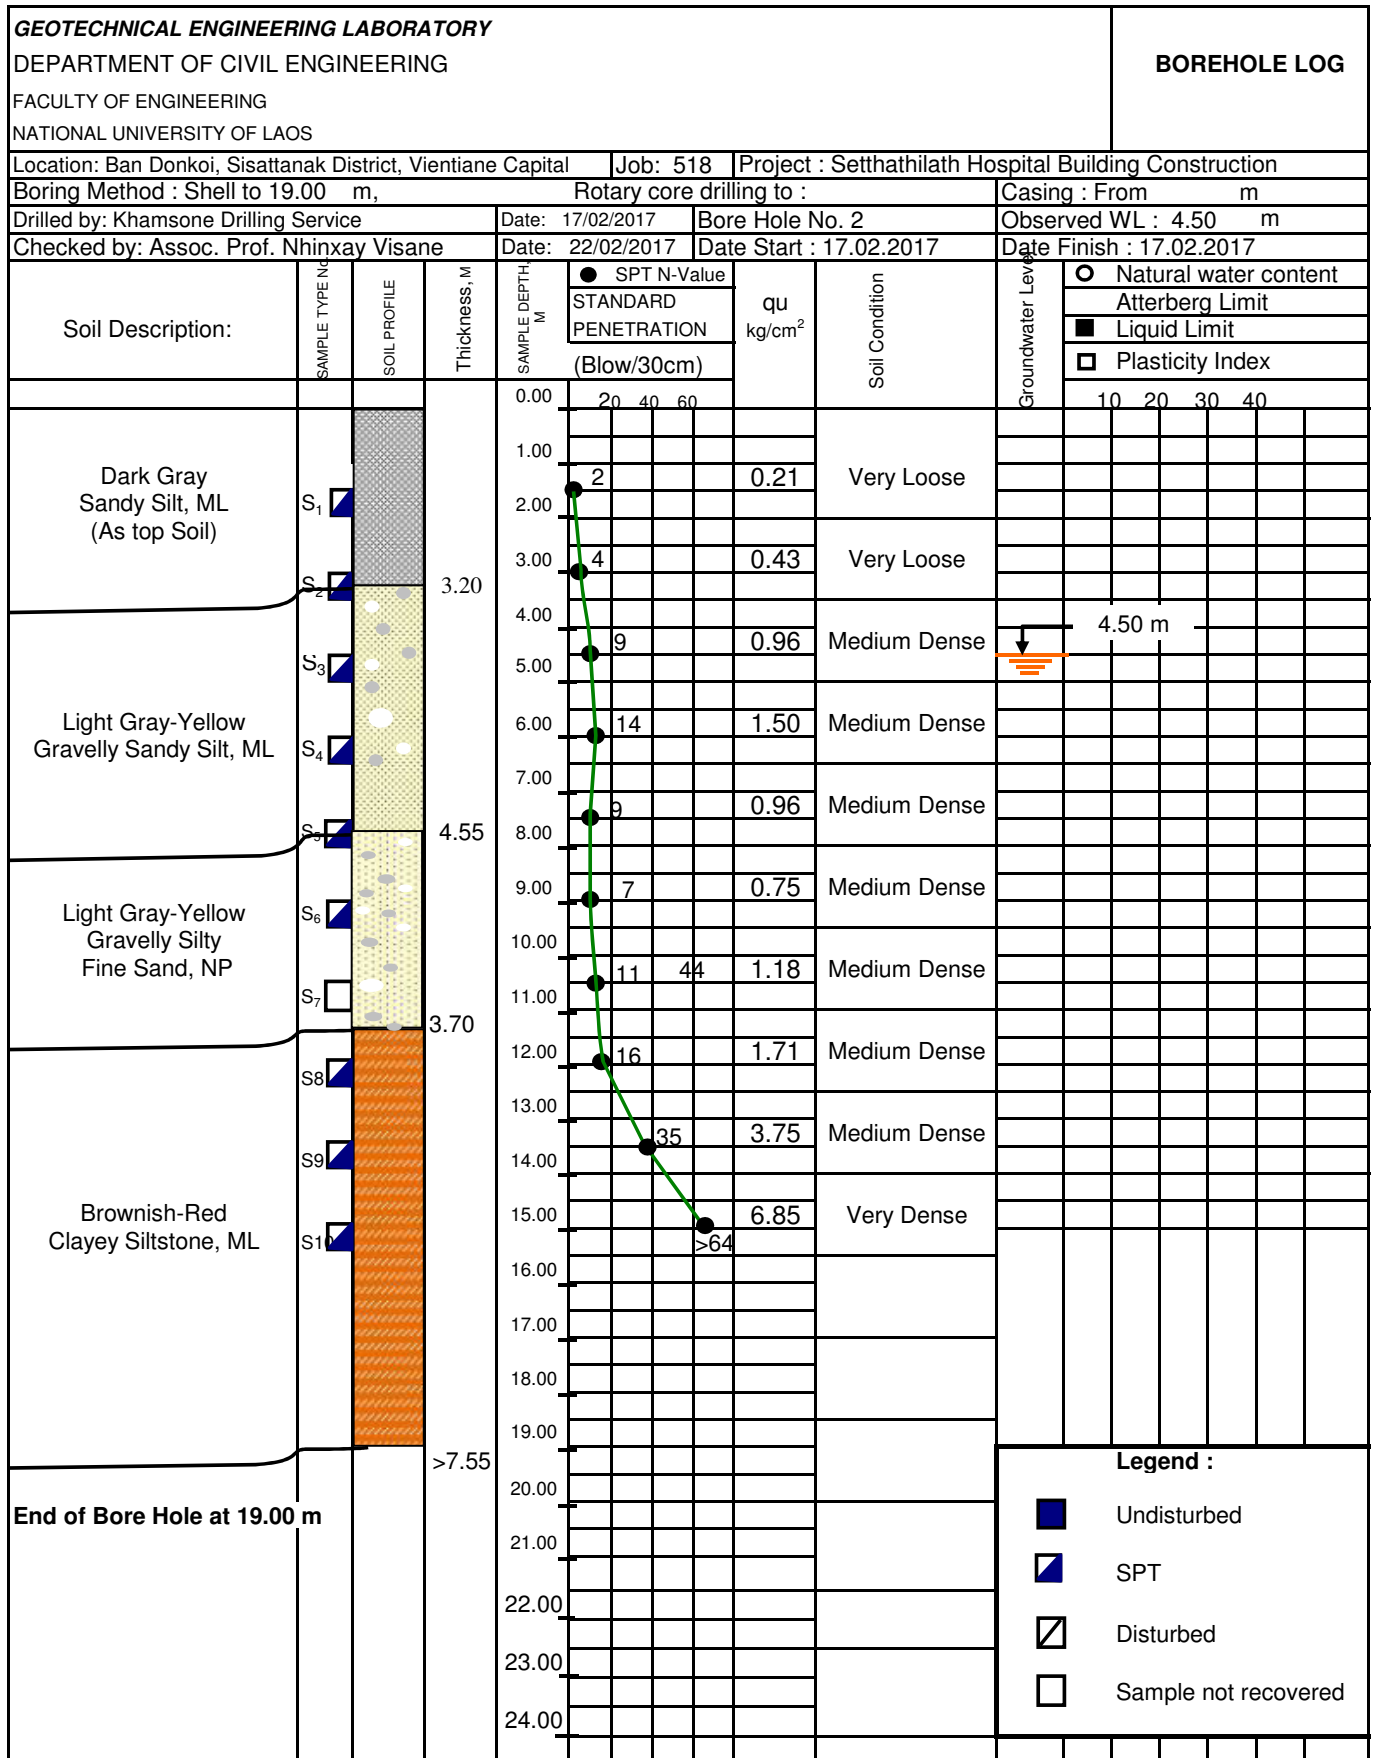 GEOTECHNICAL ENGINEERING LABORATORY
DEPARTMENT OF CIVIL ENGINEERING
FACULTY OF ENGINEERING
NATIONAL UNIVERSITY OF LAOS
BOREHOLE LOG
Location: Ban Donkoi, Sisattanak District, Vientiane Capital Job: 518 Project : Setthathilath Hospital Building Construction
Boring Method : Shell to 19.00 m, Rotary core drilling to : Casing : From m
Drilled by: Khamsone Drilling Service Date: 17/02/2017 Bore Hole No. 2 Observed WL : 4.50 m
Checked by: Assoc. Prof. Nhinxay Visane Date: 22/02/2017 Date Start : 17.02.2017 Date Finish : 17.02.2017
Soil Description:
SAMPLE TYPE No
SOIL PROFILE
Thickness, M
SAMPLE DEPTH, M
SPT N-Value
STANDARD
PENETRATION
(Blow/30cm)
qu
kg/cm²
Soil Condition
Groundwater Level
Natural water content
Atterberg Limit
Liquid Limit
Plasticity Index
0.00 20 40 60 10 20 30 40
1.00
Dark Gray
Sandy Silt, ML
(As top Soil)
S1
2 0.21 Very Loose
2.00
3.00 4 0.43 Very Loose
S2 3.20
4.00
4.50 m
9 0.96 Medium Dense
S3
5.00
Light Gray-Yellow
Gravelly Sandy Silt, ML
S4
6.00 14 1.50 Medium Dense
7.00
9 0.96 Medium Dense
S5 4.55 8.00
9.00 7 0.75 Medium Dense
Light Gray-Yellow
Gravelly Silty
Fine Sand, NP
S6
10.00
11 44 1.18 Medium Dense
S7
11.00
3.70
12.00 16 1.71 Medium Dense
S8
13.00
35 3.75 Medium Dense
S9
14.00
Brownish-Red
Clayey Siltstone, ML
S10
15.00 6.85 Very Dense
>64
16.00
17.00
18.00
19.00
>7.55
20.00
End of Bore Hole at 19.00 m
21.00
22.00
23.00
24.00
Legend :
Undisturbed
SPT
Disturbed
Sample not recovered